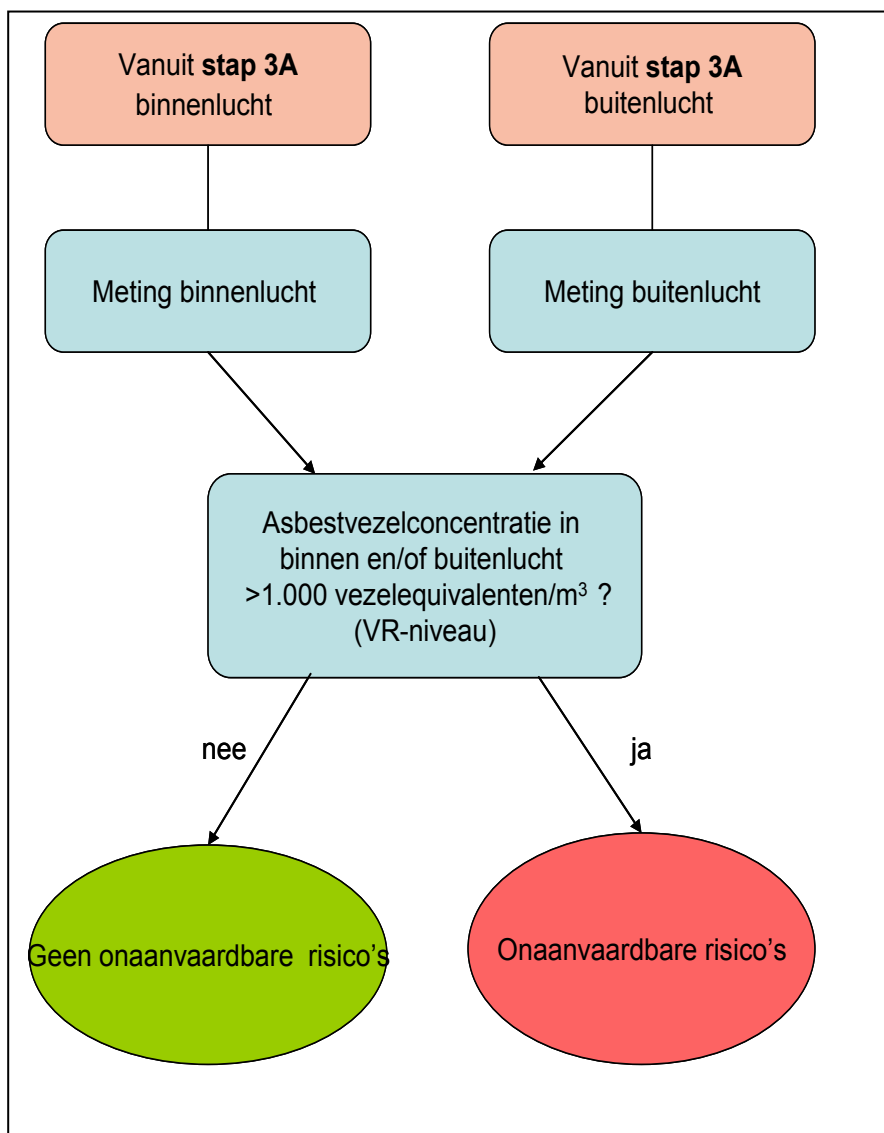 Vanuit stap 3A
binnenlucht
Vanuit stap 3A
buitenlucht
Meting binnenlucht
Meting buitenlucht
Asbestvezelconcentratie in
binnen en/of buitenlucht
>1.000 vezelequivalenten/m³ ?
(VR-niveau)
nee
ja
Geen onaanvaardbare risico's
Onaanvaardbare risico's